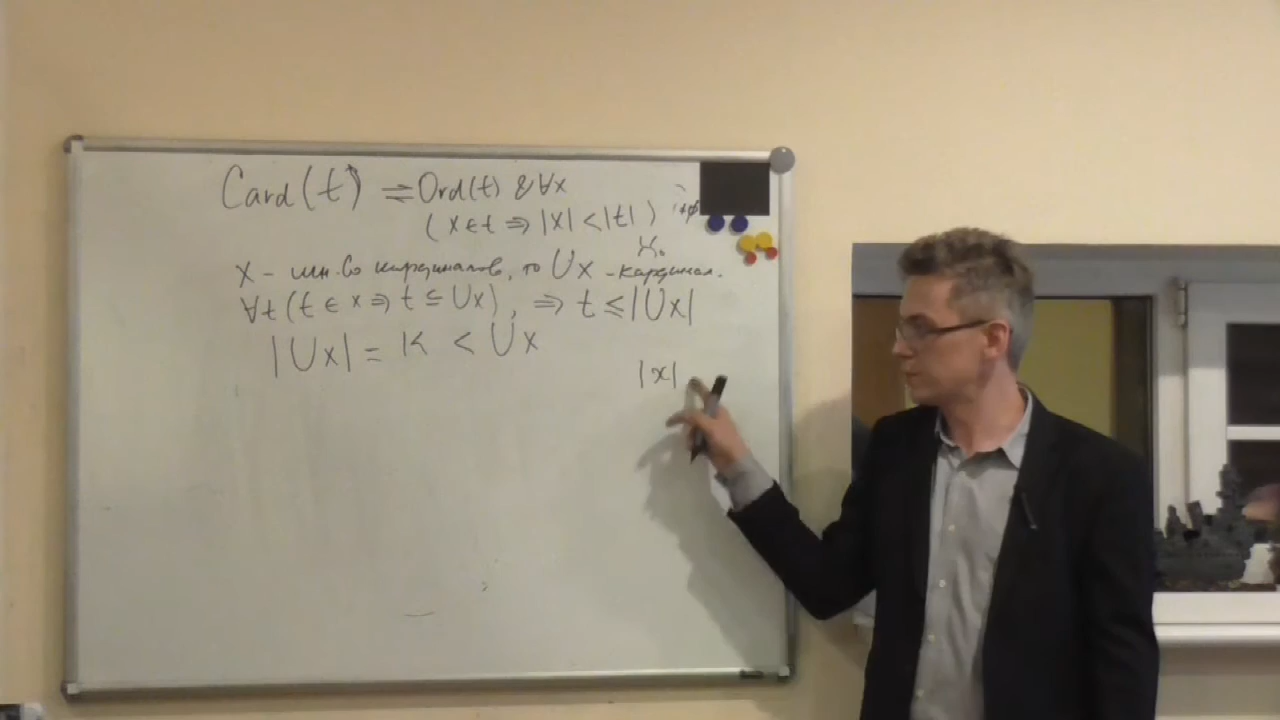 Card(t) ⇌ Ord(t) & ∀x
(x∈t ⇒ |x| < |t|)
ℵ₀
x – мн-во кардиналов, то ∪x – кардинал.
∀t(t ∈ x ⇒ t ⊆ ∪x), ⇒ t ≤ |∪x|
|∪x| = κ < ∪x
|x|